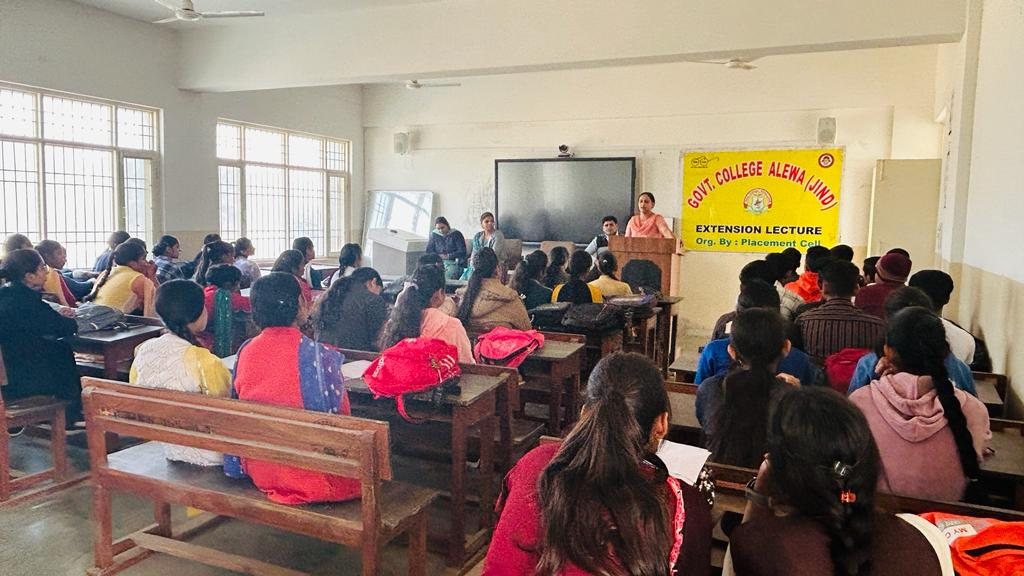 GOVT. COLLEGE ALEWA (JIND)
EXTENSION LECTURE
Org. By : Placement Cell